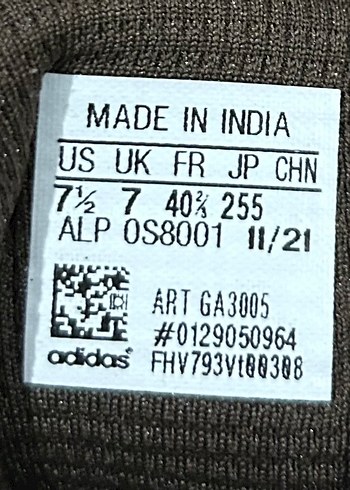 MADE IN INDIA
US UK FR JP CHN
7½ 7 40⅔ 255
ALP 0S8001 11/21
ART GA3005
#0129050964
adidas FHV793Vt00308